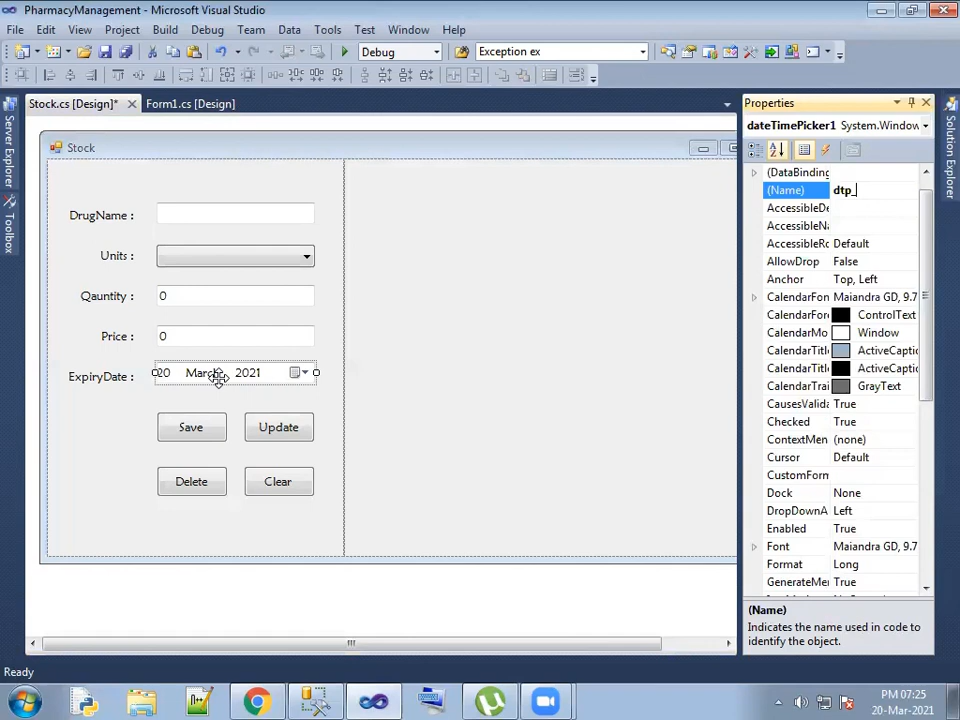 PharmacyManagement - Microsoft Visual Studio
File Edit View Project Build Debug Team Data Tools Test Window Help
Debug Exception ex
Stock.cs [Design]* Form1.cs [Design]
Properties
dateTimePicker1 System.Window
Server Explorer
Toolbox
Solution Explorer
Stock
DrugName :
Units :
Qauntity : 0
Price : 0
ExpiryDate : 20 March 2021
Save Update
Delete Clear
(DataBinding
(Name) dtp_
AccessibleDe
AccessibleNa
AccessibleRo Default
AllowDrop False
Anchor Top, Left
CalendarFon Maiandra GD, 9.7
CalendarFore ControlText
CalendarMo Window
CalendarTitl ActiveCaption
CalendarTitl ActiveCaption
CalendarTrai GrayText
CausesValida True
Checked True
ContextMen (none)
Cursor Default
CustomForm
Dock None
DropDownA Left
Enabled True
Font Maiandra GD, 9.7
Format Long
GenerateMen True
(Name)
Indicates the name used in code to
identify the object.
Ready
PM 07:25
20-Mar-2021